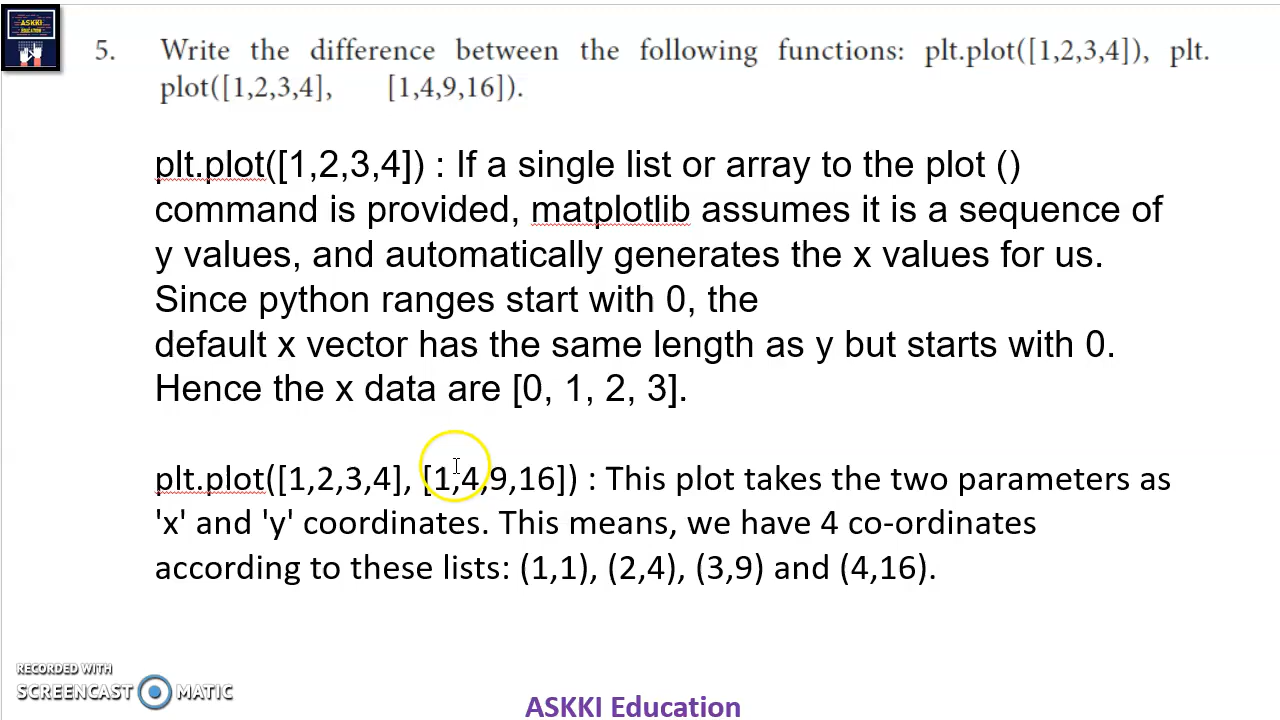 ASKKI
EDUCATION
5. Write the difference between the following functions: plt.plot([1,2,3,4]), plt.
plot([1,2,3,4], [1,4,9,16]).
plt.plot([1,2,3,4]) : If a single list or array to the plot ()
command is provided, matplotlib assumes it is a sequence of
y values, and automatically generates the x values for us.
Since python ranges start with 0, the
default x vector has the same length as y but starts with 0.
Hence the x data are [0, 1, 2, 3].
plt.plot([1,2,3,4], [1,4,9,16]) : This plot takes the two parameters as
'x' and 'y' coordinates. This means, we have 4 co-ordinates
according to these lists: (1,1), (2,4), (3,9) and (4,16).
RECORDED WITH
SCREENCAST MATIC
ASKKI Education